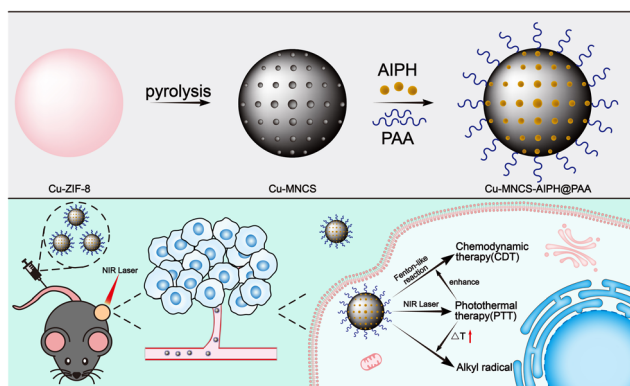 pyrolysis
AIPH
PAA
Cu-ZIF-8
Cu-MNCS
Cu-MNCS-AIPH@PAA
NIR Laser
Fenton-like
reaction
Chemodynamic
therapy(CDT)
enhance
NIR Laser
Photothermal
therapy(PTT)
△T
Alkyl radical